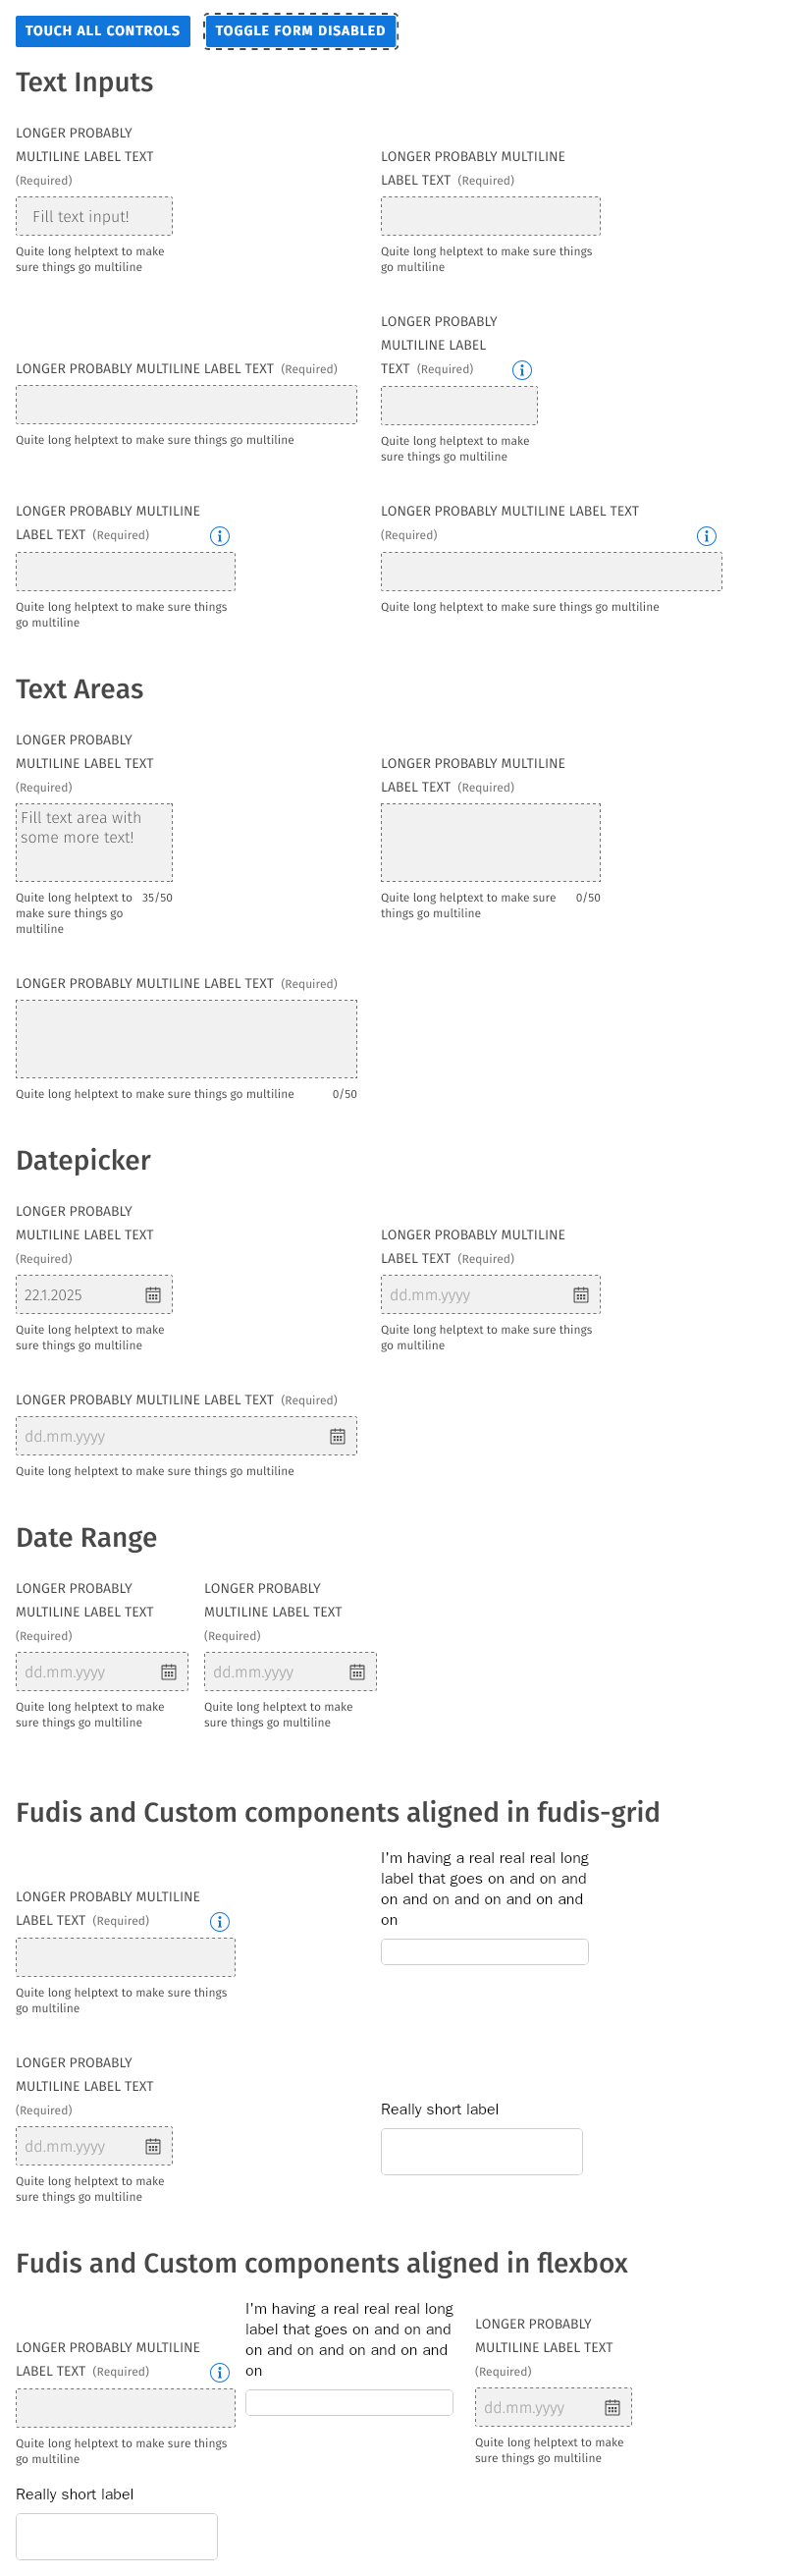 TOUCH ALL CONTROLS
TOGGLE FORM DISABLED
Text Inputs
LONGER PROBABLY
MULTILINE LABEL TEXT
(Required)
Fill text input!
Quite long helptext to make
sure things go multiline
LONGER PROBABLY MULTILINE
LABEL TEXT (Required)
Quite long helptext to make sure things
go multiline
LONGER PROBABLY MULTILINE LABEL TEXT (Required)
Quite long helptext to make sure things go multiline
LONGER PROBABLY
MULTILINE LABEL
TEXT (Required)
Quite long helptext to make
sure things go multiline
LONGER PROBABLY MULTILINE
LABEL TEXT (Required)
Quite long helptext to make sure things
go multiline
LONGER PROBABLY MULTILINE LABEL TEXT
(Required)
Quite long helptext to make sure things go multiline
Text Areas
LONGER PROBABLY
MULTILINE LABEL TEXT
(Required)
Fill text area with
some more text!
Quite long helptext to 35/50
make sure things go
multiline
LONGER PROBABLY MULTILINE
LABEL TEXT (Required)
Quite long helptext to make sure 0/50
things go multiline
LONGER PROBABLY MULTILINE LABEL TEXT (Required)
Quite long helptext to make sure things go multiline 0/50
Datepicker
LONGER PROBABLY
MULTILINE LABEL TEXT
(Required)
22.1.2025
Quite long helptext to make
sure things go multiline
LONGER PROBABLY MULTILINE
LABEL TEXT (Required)
dd.mm.yyyy
Quite long helptext to make sure things
go multiline
LONGER PROBABLY MULTILINE LABEL TEXT (Required)
dd.mm.yyyy
Quite long helptext to make sure things go multiline
Date Range
LONGER PROBABLY
MULTILINE LABEL TEXT
(Required)
dd.mm.yyyy
Quite long helptext to make
sure things go multiline
LONGER PROBABLY
MULTILINE LABEL TEXT
(Required)
dd.mm.yyyy
Quite long helptext to make
sure things go multiline
Fudis and Custom components aligned in fudis-grid
LONGER PROBABLY MULTILINE
LABEL TEXT (Required)
Quite long helptext to make sure things
go multiline
I'm having a real real real long
label that goes on and on and
on and on and on and on and
on
LONGER PROBABLY
MULTILINE LABEL TEXT
(Required)
dd.mm.yyyy
Quite long helptext to make
sure things go multiline
Really short label
Fudis and Custom components aligned in flexbox
LONGER PROBABLY MULTILINE
LABEL TEXT (Required)
Quite long helptext to make sure things
go multiline
I'm having a real real real long
label that goes on and on and
on and on and on and on and
on
LONGER PROBABLY
MULTILINE LABEL TEXT
(Required)
dd.mm.yyyy
Quite long helptext to make
sure things go multiline
Really short label